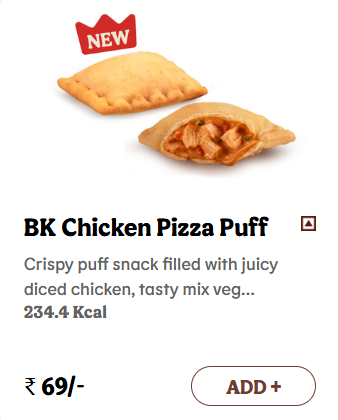 NEW
BK Chicken Pizza Puff
Crispy puff snack filled with juicy
diced chicken, tasty mix veg...
234.4 Kcal
₹ 69/-
ADD +